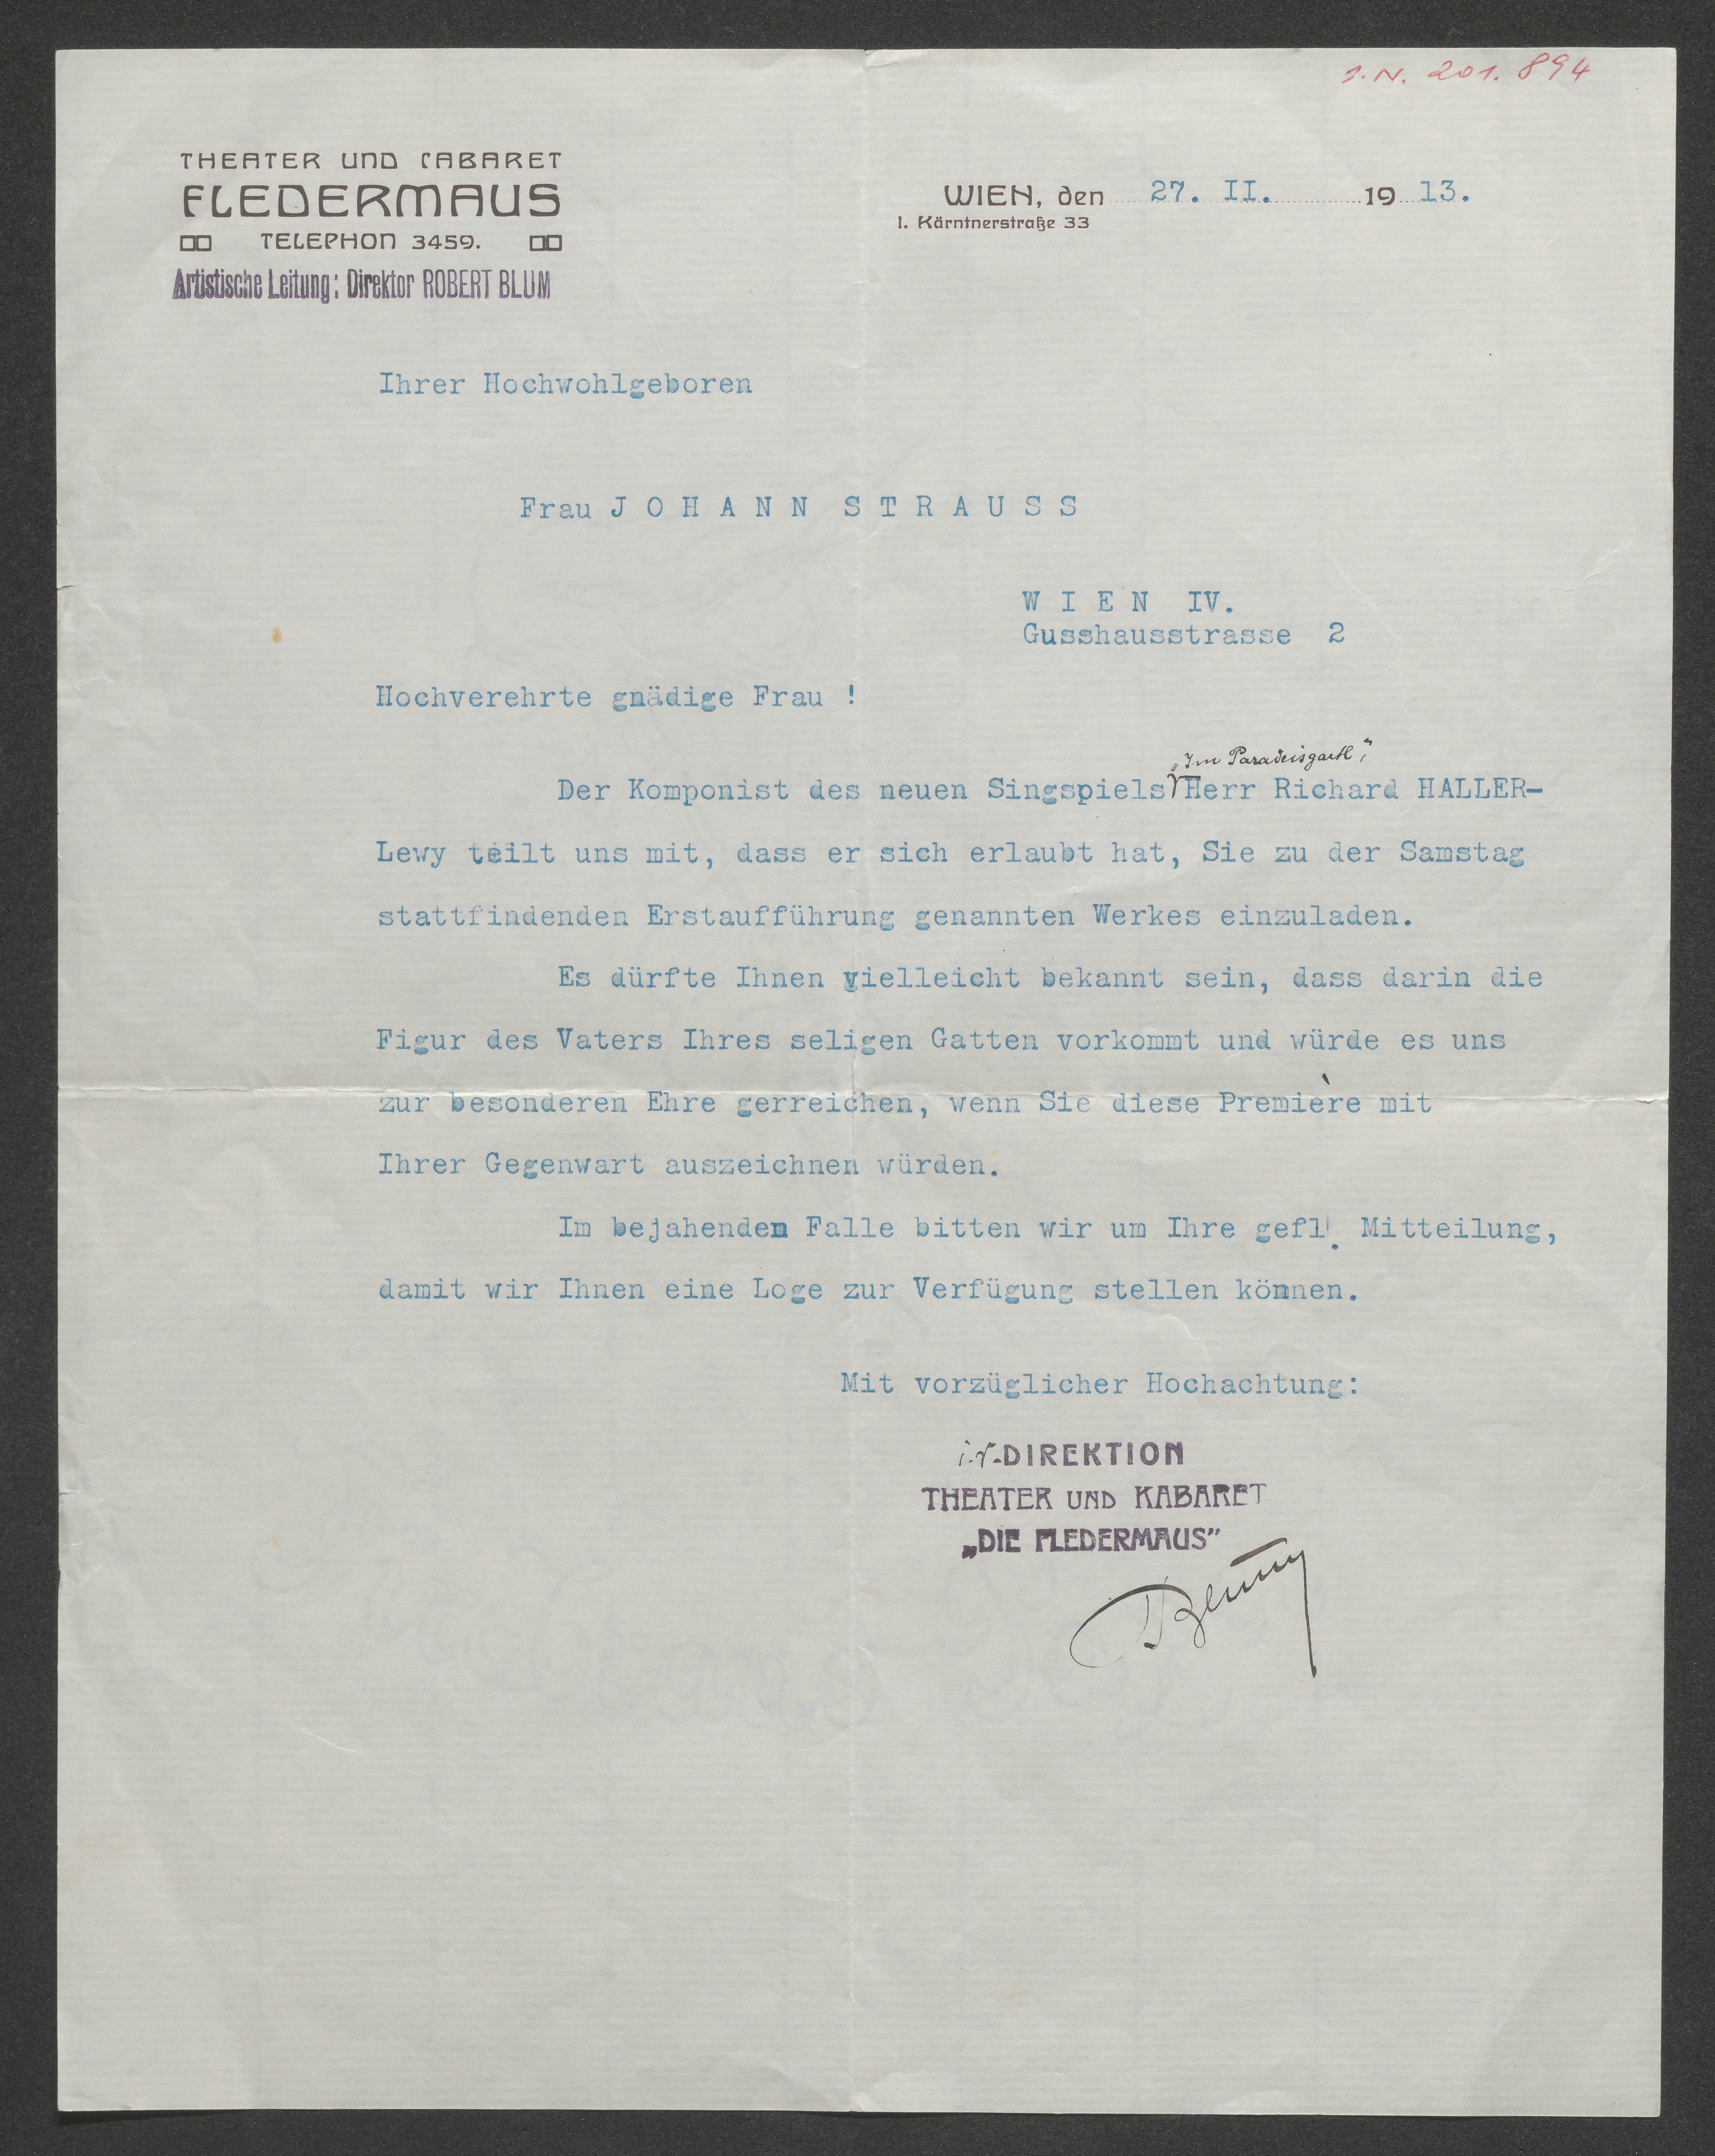 J.N. 201.894
THEATER UND CABARET
FLEDERMAUS
TELEPHON 3459.
Artistische Leitung: Direktor ROBERT BLUM
WIEN, den 27. II. 19 13.
I. Kärntnerstraße 33
Ihrer Hochwohlgeboren
Frau J O H A N N S T R A U S S
W I E N IV.
Gusshausstrasse 2
Hochverehrte gnädige Frau !
„Im Paradeisgartl",
Der Komponist des neuen Singspiels Herr Richard HALLER-
Lewy teilt uns mit, dass er sich erlaubt hat, Sie zu der Samstag
stattfindenden Erstaufführung genannten Werkes einzuladen.
Es dürfte Ihnen vielleicht bekannt sein, dass darin die
Figur des Vaters Ihres seligen Gatten vorkommt und würde es uns
zur besonderen Ehre gerreichen, wenn Sie diese Première mit
Ihrer Gegenwart auszeichnen würden.
Im bejahenden Falle bitten wir um Ihre gefl. Mitteilung,
damit wir Ihnen eine Loge zur Verfügung stellen können.
Mit vorzüglicher Hochachtung:
i.V. DIREKTION
THEATER UND KABARET
„DIE FLEDERMAUS"